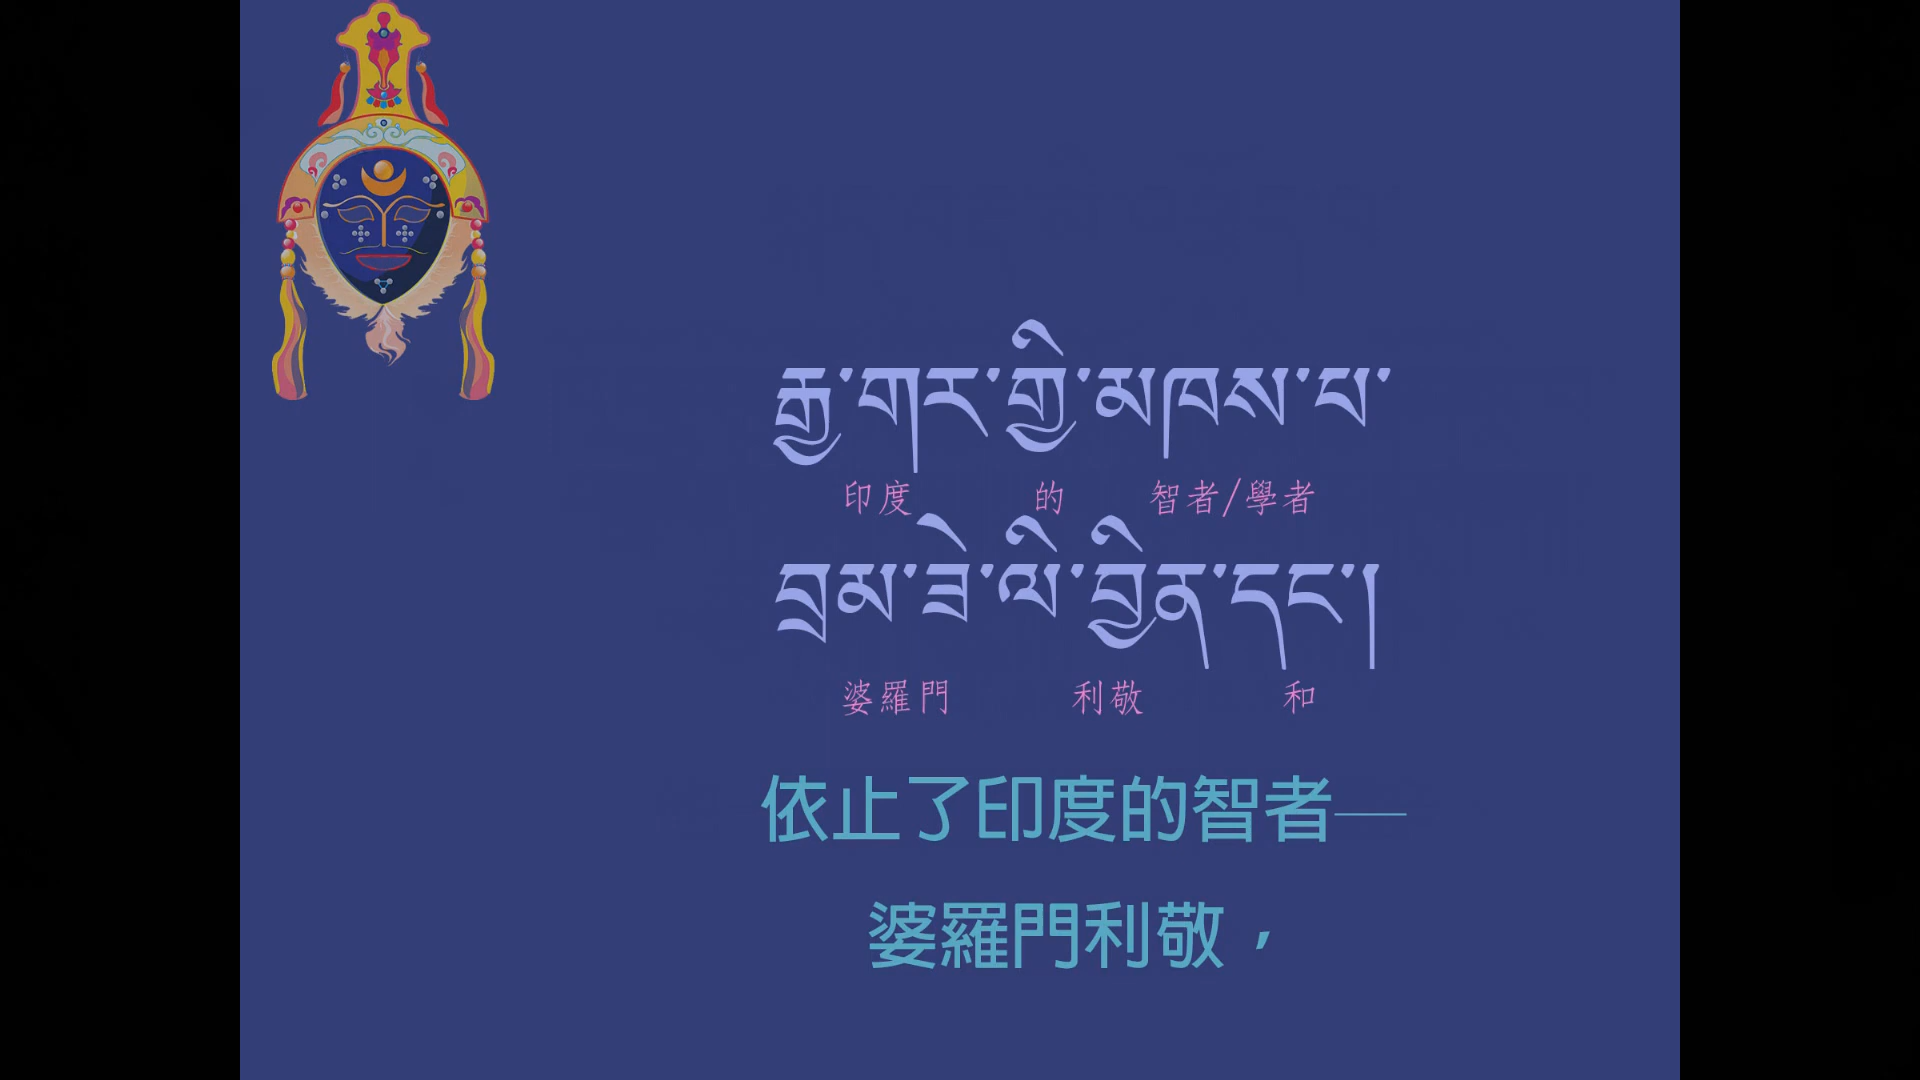 རྒྱ་གར་གྱི་མཁས་པ་
印度 的 智者/學者
བྲམ་ཟེ་ལི་བྱིན་དང་།
婆羅門 利敬 和
依止了印度的智者──
婆羅門利敬，